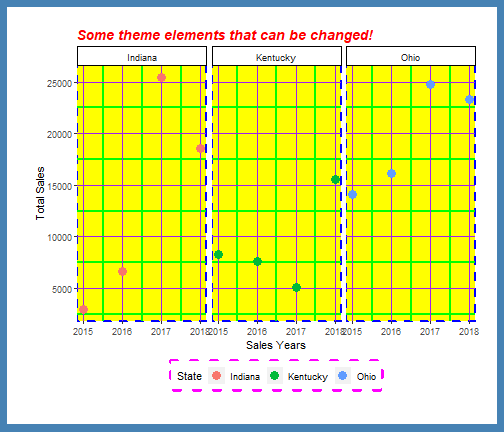 Some theme elements that can be changed!
Indiana Kentucky Ohio
25000
20000
15000
10000
5000
Total Sales
2015 2016 2017 2018 2015 2016 2017 2018 2015 2016 2017 2018
Sales Years
State Indiana Kentucky Ohio